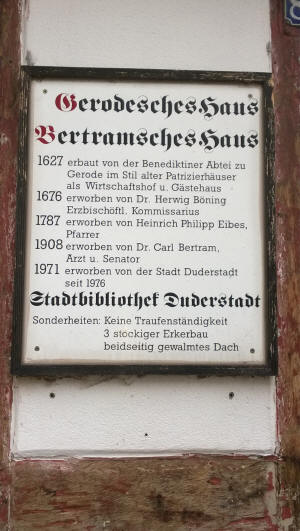 Gerodesches Haus
Bertramsches Haus
1627 erbaut von der Benediktiner Abtei zu
Gerode im Stil alter Patrizierhäuser
als Wirtschaftshof u. Gästehaus
1676 erworben von Dr. Herwig Böning
Erzbischöftl. Kommissarius
1787 erworben von Heinrich Philipp Eibes,
Pfarrer
1908 erworben von Dr. Carl Bertram,
Arzt u. Senator
1971 erworben von der Stadt Duderstadt
seit 1976
Stadtbibliothek Duderstadt
Sonderheiten: Keine Traufenständigkeit
3 stöckiger Erkerbau
beidseitig gewalmtes Dach